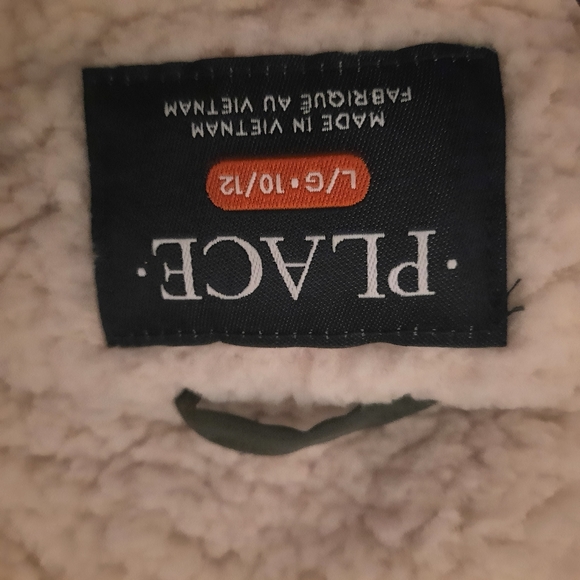 ·PLACE·
L/G•10/12
MADE IN VIETNAM
FABRIQUÉ AU VIETNAM